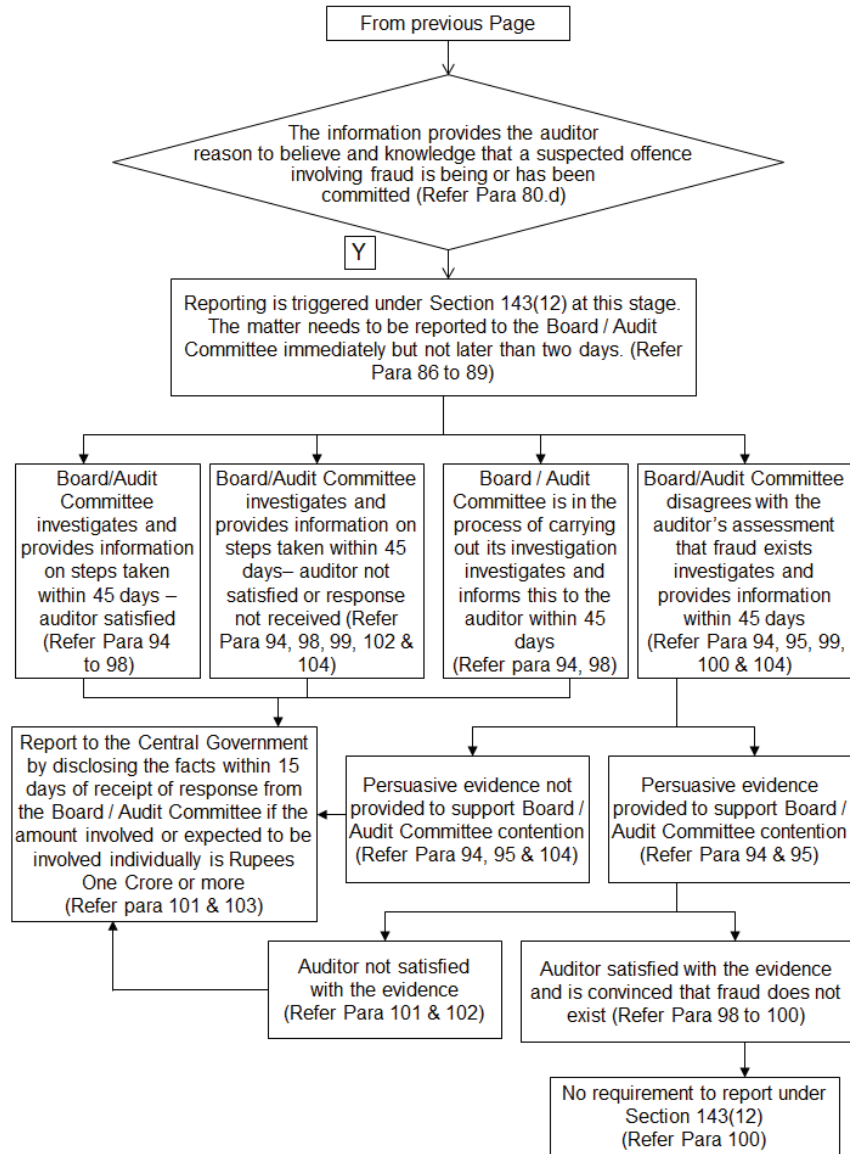 From previous Page
The information provides the auditor
reason to believe and knowledge that a suspected offence
involving fraud is being or has been
committed (Refer Para 80.d)
Y
Reporting is triggered under Section 143(12) at this stage.
The matter needs to be reported to the Board / Audit
Committee immediately but not later than two days. (Refer
Para 86 to 89)
Board/Audit
Committee
investigates and
provides information
on steps taken
within 45 days –
auditor satisfied
(Refer Para 94
to 98)
Board/Audit Committee
investigates and
provides information on
steps taken within 45
days– auditor not
satisfied or response
not received (Refer
Para 94, 98, 99, 102 &
104)
Board / Audit
Committee is in the
process of carrying
out its investigation
investigates and
informs this to the
auditor within 45
days
(Refer para 94, 98)
Board/Audit Committee
disagrees with the
auditor's assessment
that fraud exists
investigates and
provides information
within 45 days
(Refer Para 94, 95, 99,
100 & 104)
Report to the Central Government
by disclosing the facts within 15
days of receipt of response from
the Board / Audit Committee if the
amount involved or expected to be
involved individually is Rupees
One Crore or more
(Refer para 101 & 103)
Persuasive evidence not
provided to support Board /
Audit Committee contention
(Refer Para 94, 95 & 104)
Persuasive evidence
provided to support Board /
Audit Committee contention
(Refer Para 94 & 95)
Auditor not satisfied
with the evidence
(Refer Para 101 & 102)
Auditor satisfied with the evidence
and is convinced that fraud does not
exist (Refer Para 98 to 100)
No requirement to report under
Section 143(12)
(Refer Para 100)